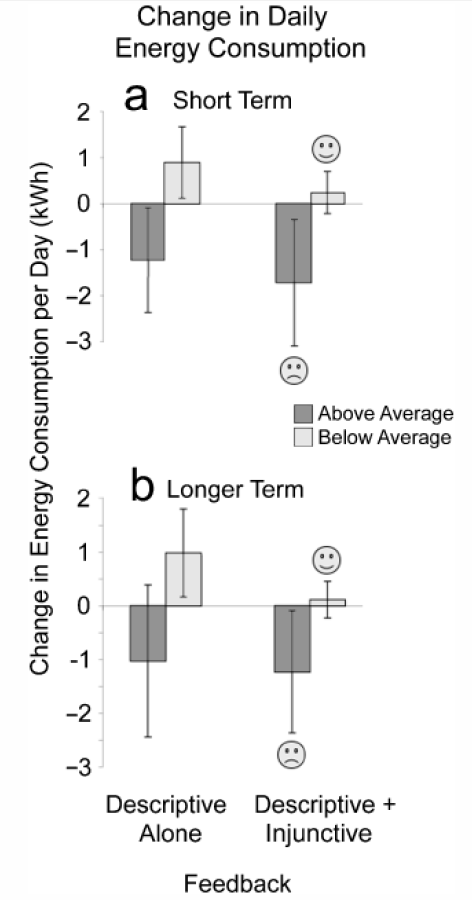 Change in Daily
Energy Consumption
a Short Term
2
1
0
−1
−2
−3
Above Average
Below Average
Change in Energy Consumption per Day (kWh)
b Longer Term
2
1
0
-1
−2
−3
Descriptive Alone
Descriptive + Injunctive
Feedback